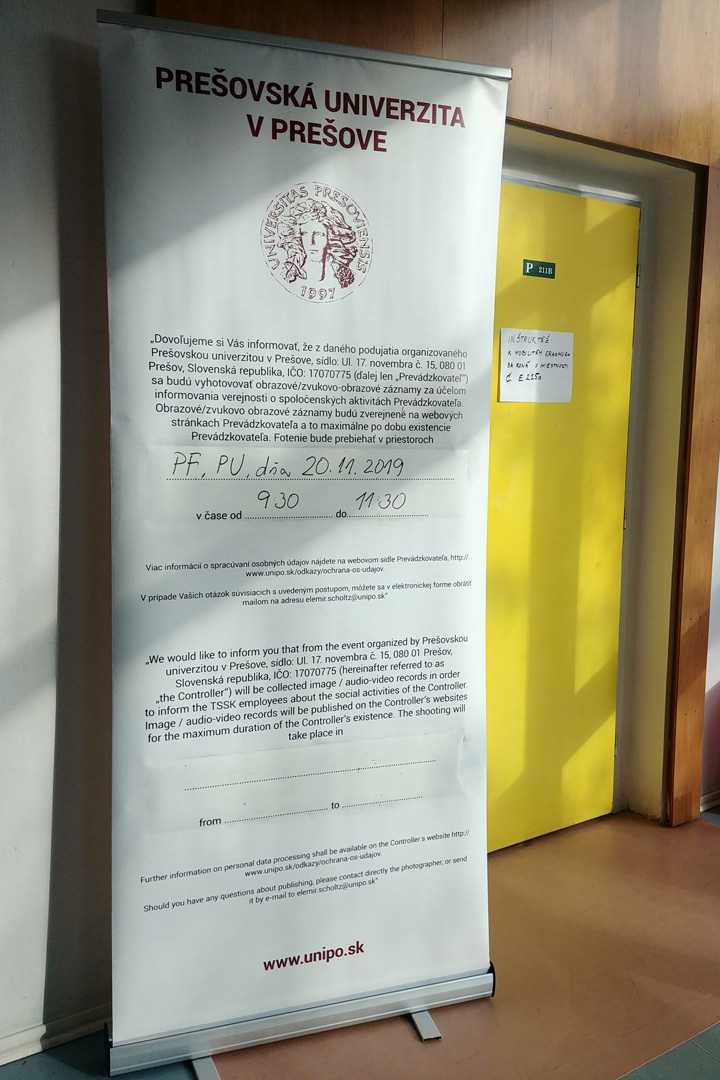 PREŠOVSKÁ UNIVERZITA
V PREŠOVE
UNIVERSITAS PRESOVIENSIS
1997
„Dovoľujeme si Vás informovať, že z daného podujatia organizovaného
Prešovskou univerzitou v Prešove, sídlo: Ul. 17. novembra č. 15, 080 01
Prešov, Slovenská republika, IČO: 17070775 (ďalej len „Prevádzkovateľ")
sa budú vyhotovovať obrazové/zvukovo-obrazové záznamy za účelom
informovania verejnosti o spoločenských aktivitách Prevádzkovateľa.
Obrazové/zvukovo obrazové záznamy budú zverejnené na webových
stránkach Prevádzkovateľa a to maximálne po dobu existencie
Prevádzkovateľa. Fotenie bude prebiehať v priestoroch
PF, PU, dňa 20.11.2019
9:30 11:30
v čase od do
Viac informácií o spracúvaní osobných údajov nájdete na webovom sídle Prevádzkovateľa, http://
www.unipo.sk/odkazy/ochrana-os-udajov.
V prípade Vašich otázok súvisiacich s uvedeným postupom, môžete sa v elektronickej forme obrátiť
mailom na adresu elemir.scholtz@unipo.sk"
„We would like to inform you that from the event organized by Prešovskou
univerzitou v Prešove, sídlo: Ul. 17. novembra č. 15, 080 01 Prešov,
Slovenská republika, IČO: 17070775 (hereinafter referred to as
„the Controller") will be collected image / audio-video records in order
to inform the TSSK employees about the social activities of the Controller.
Image / audio-video records will be published on the Controller's websites
for the maximum duration of the Controller's existence. The shooting will
take place in
from to
Further information on personal data processing shall be available on the Controller's website http://
www.unipo.sk/odkazy/ochrana-os-udajov.
Should you have any questions about publishing, please contact directly the photographer, or send
it by e-mail to elemir.scholtz@unipo.sk"
www.unipo.sk
P 211B
K MOBILITÁM
V MIESTNOSTI